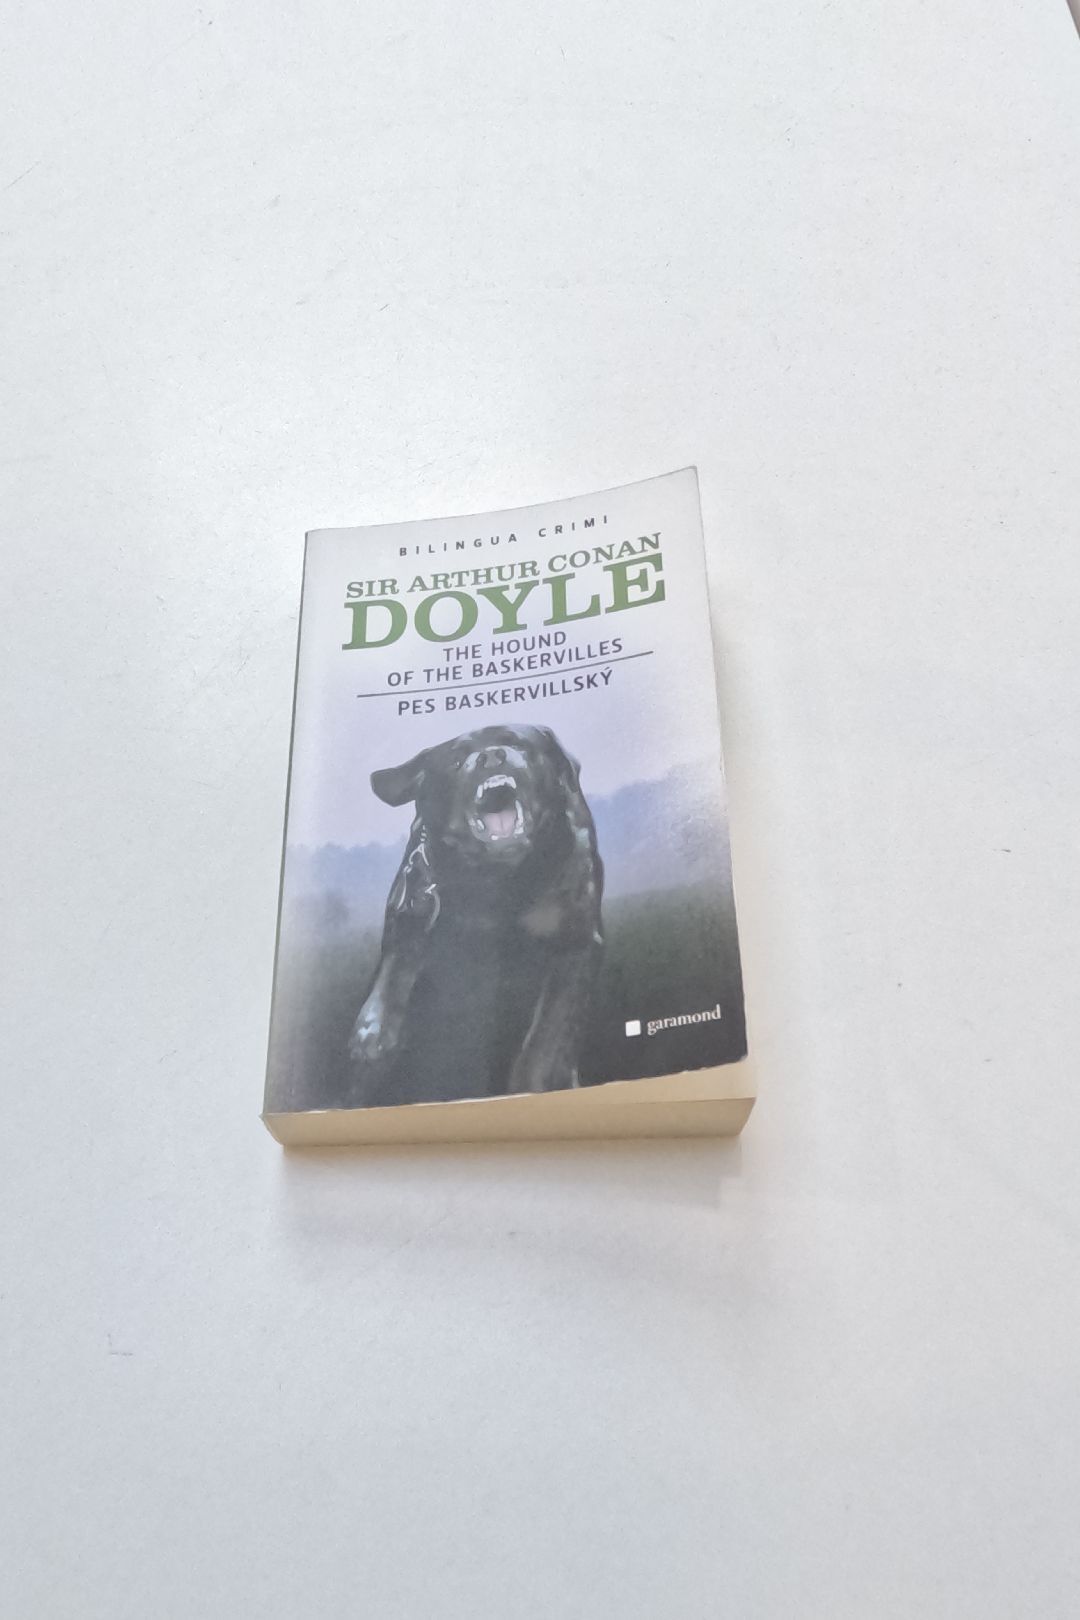 BILINGUA CRIMI
SIR ARTHUR CONAN
DOYLE
THE HOUND
OF THE BASKERVILLES
PES BASKERVILLSKÝ
garamond